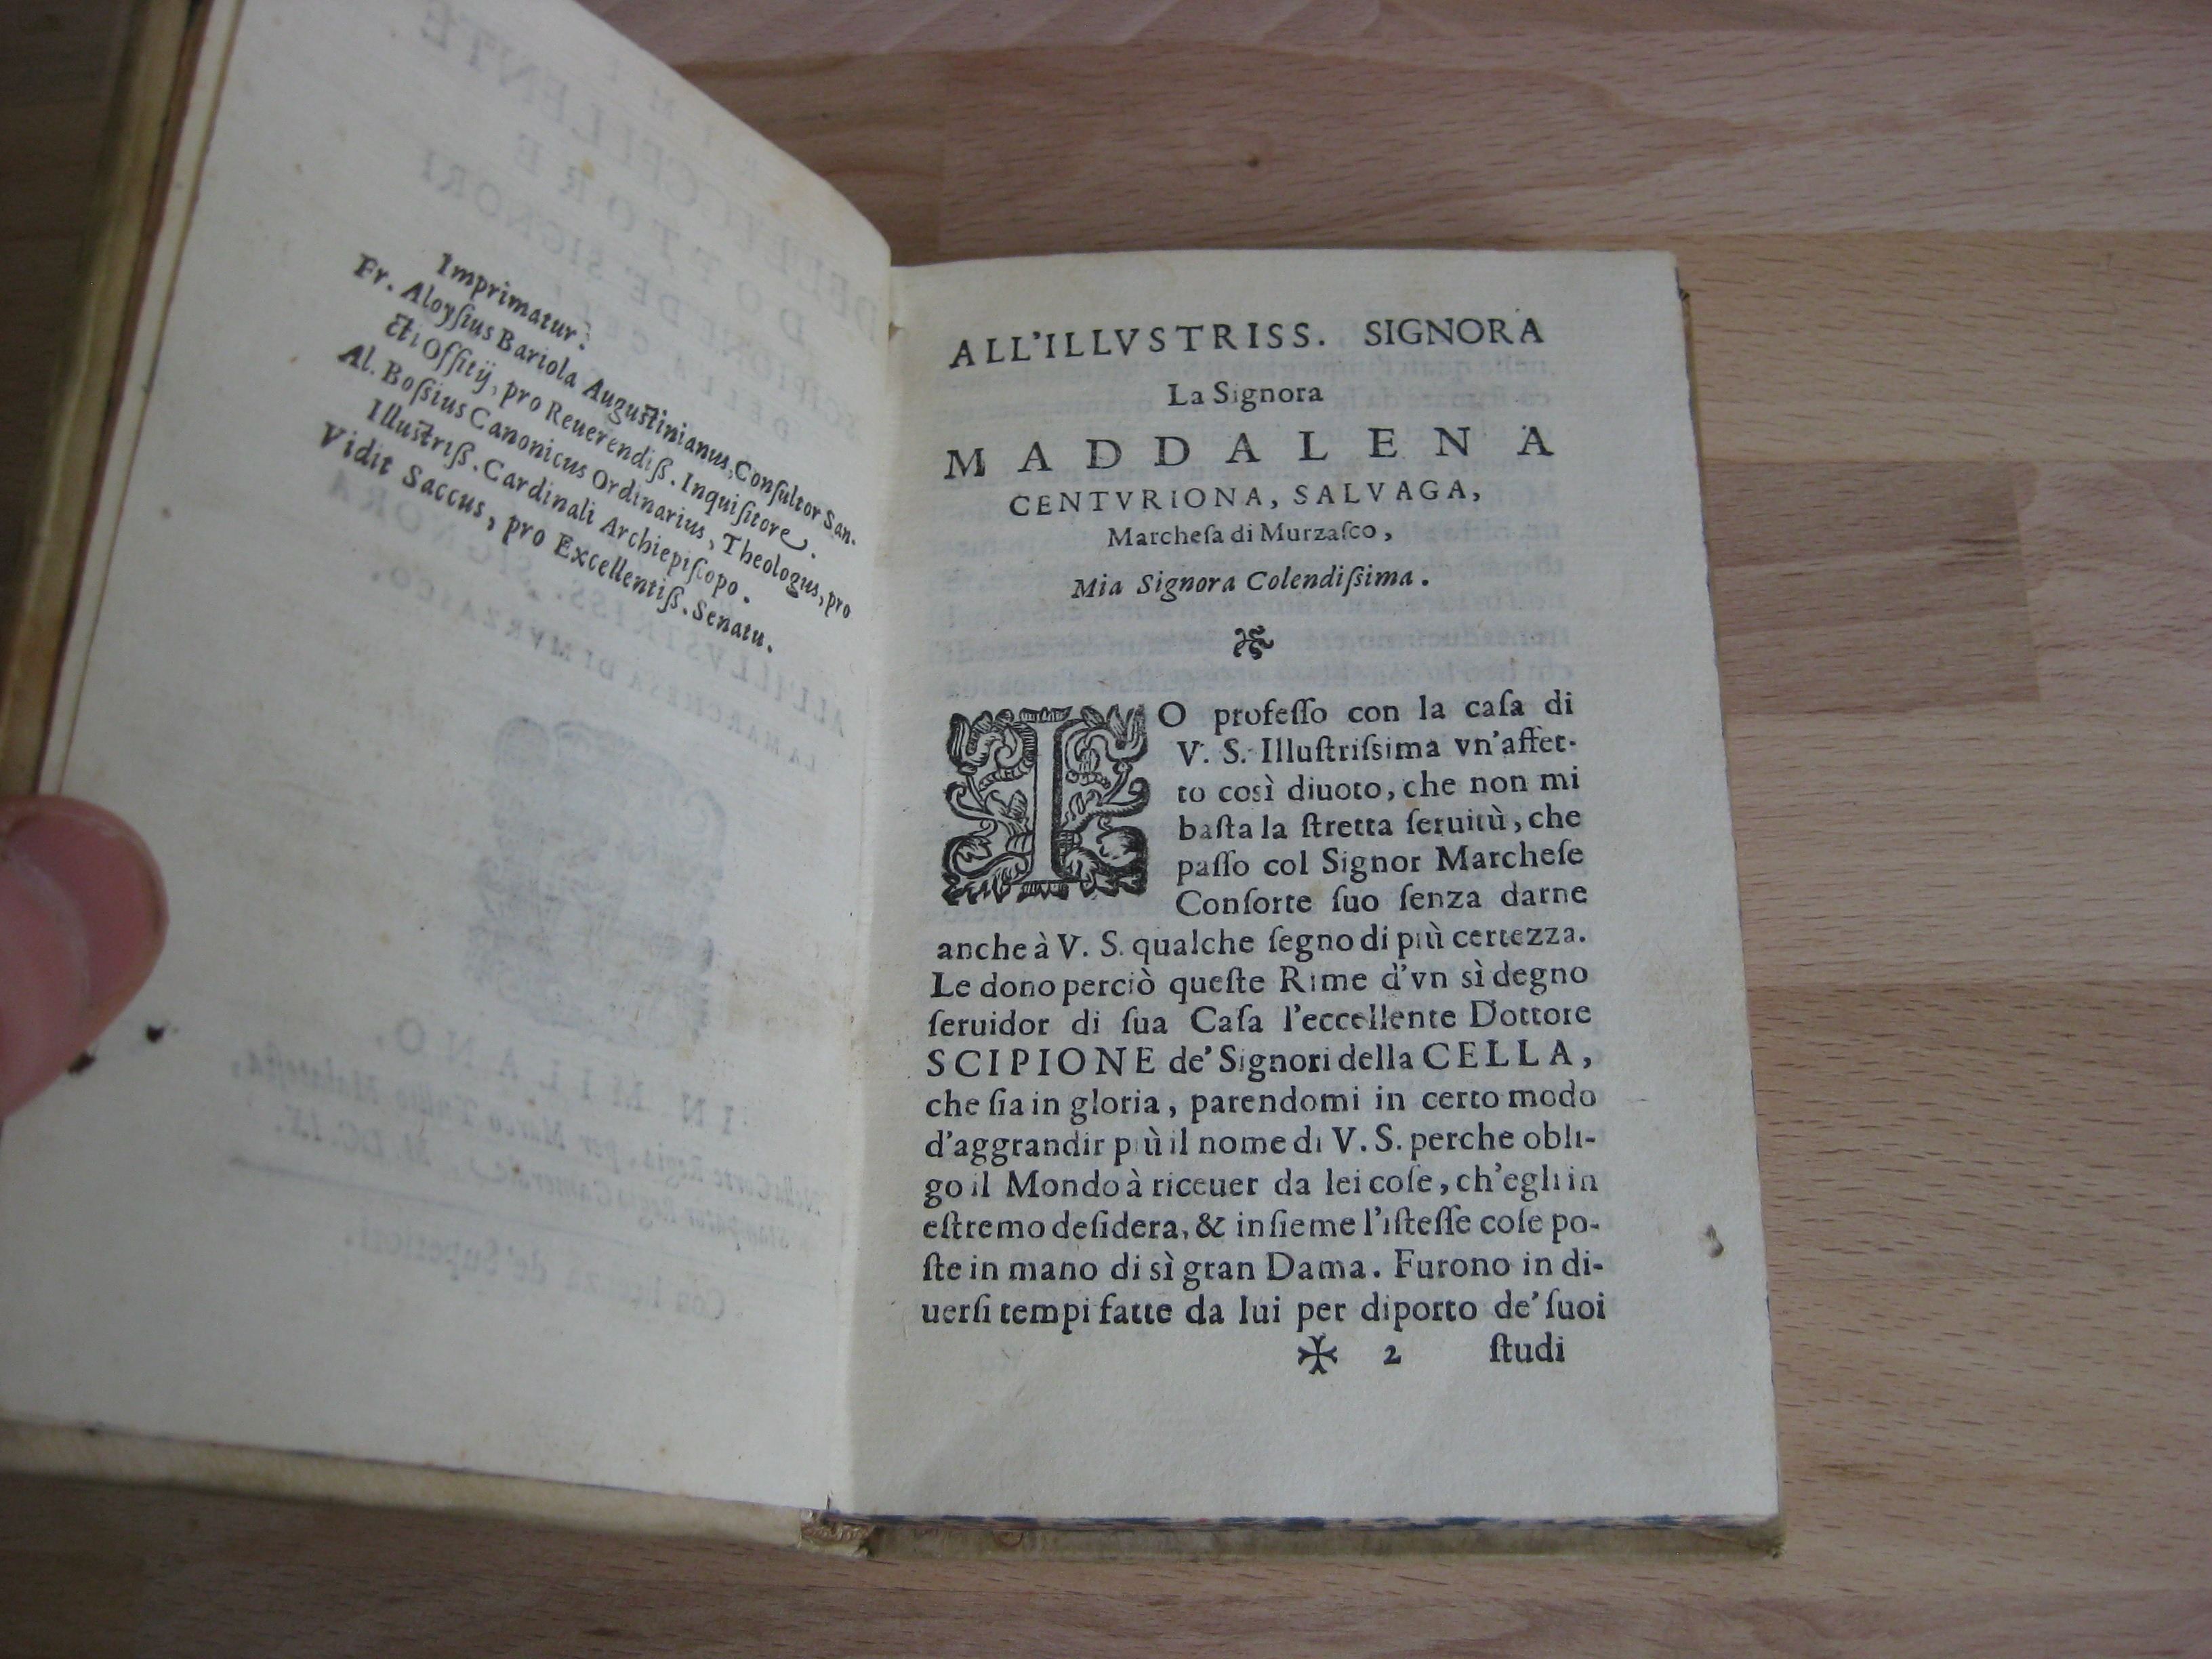 Imprimatur.
Fr. Aloyſius Bariola Auguſtinianus, Conſultor San-
cti Offitij, pro Reuerendiß. Inquiſitore.
Al. Boſsius Canonicus Ordinarius, Theologus, pro
Illuſtriß. Cardinali Archiepiſcopo.
Vidit Saccus, pro Excellentiß. Senatu.
ALL'ILLVSTRISS. SIGNORA
La Signora
MADDALENA
CENTVRIONA, SALVAGA,
Marcheſa di Murzaſco,
Mia Signora Colendiſsima.
IO profeſſo con la caſa di
V. S. Illuſtriſsima vn'affet-
to così diuoto, che non mi
baſta la ſtretta ſeruitù, che
paſſo col Signor Marcheſe
Conſorte ſuo ſenza darne
anche à V. S. qualche ſegno di più certezza.
Le dono perciò queſte Rime d'vn sì degno
ſeruidor di ſua Caſa l'eccellente Dottore
SCIPIONE de' Signori della CELLA,
che ſia in gloria, parendomi in certo modo
d'aggrandir più il nome di V. S. perche obli-
go il Mondo à riceuer da lei coſe, ch'egli in
eſtremo deſidera, & inſieme l'iſteſſe coſe po-
ſte in mano di sì gran Dama. Furono in di-
uerſi tempi fatte da lui per diporto de' ſuoi
✠ 2 ſtudi